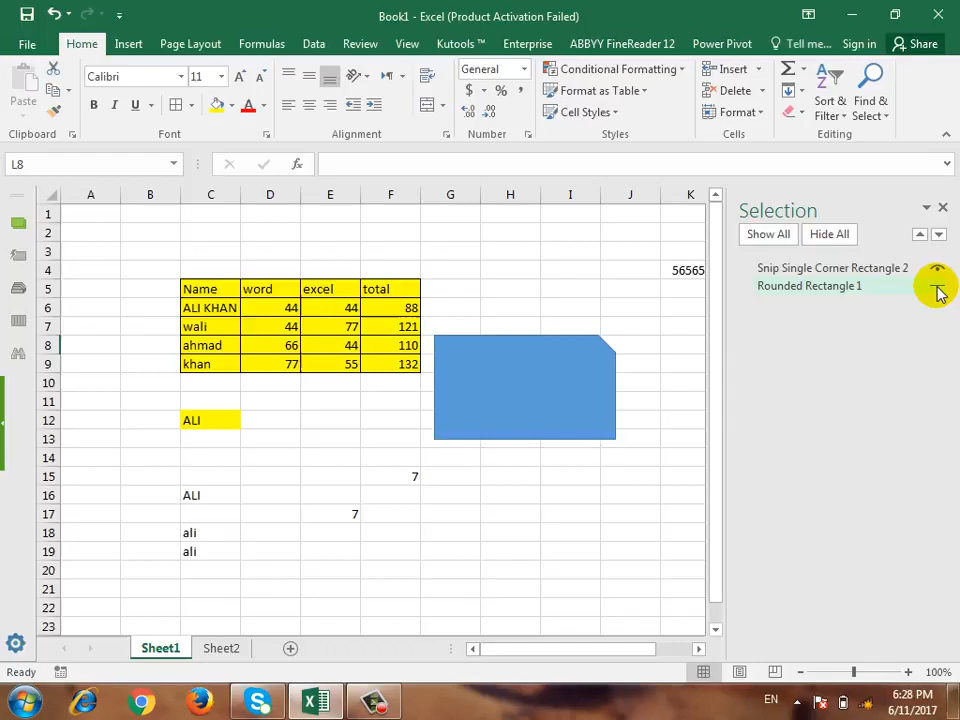 Book1 - Excel (Product Activation Failed)
File Home Insert Page Layout Formulas Data Review View Kutools ™ Enterprise ABBYY FineReader 12 Power Pivot Tell me... Sign in Share
Paste
Calibri 11
B I U A
Clipboard Font Alignment
General
$ % ,
Number
Conditional Formatting
Format as Table
Cell Styles
Styles
Insert
Delete
Format
Cells
Sort & Filter
Find & Select
Editing
L8 fx
A B C D E F G H I J K
1
2
3
4 56565
5 Name word excel total
6 ALI KHAN 44 44 88
7 wali 44 77 121
8 ahmad 66 44 110
9 khan 77 55 132
10
11
12 ALI
13
14
15 7
16 ALI
17 7
18 ali
19 ali
20
21
22
23
Selection
Show All Hide All
Snip Single Corner Rectangle 2
Rounded Rectangle 1
Sheet1 Sheet2
Ready 100%
EN 6:28 PM
6/11/2017